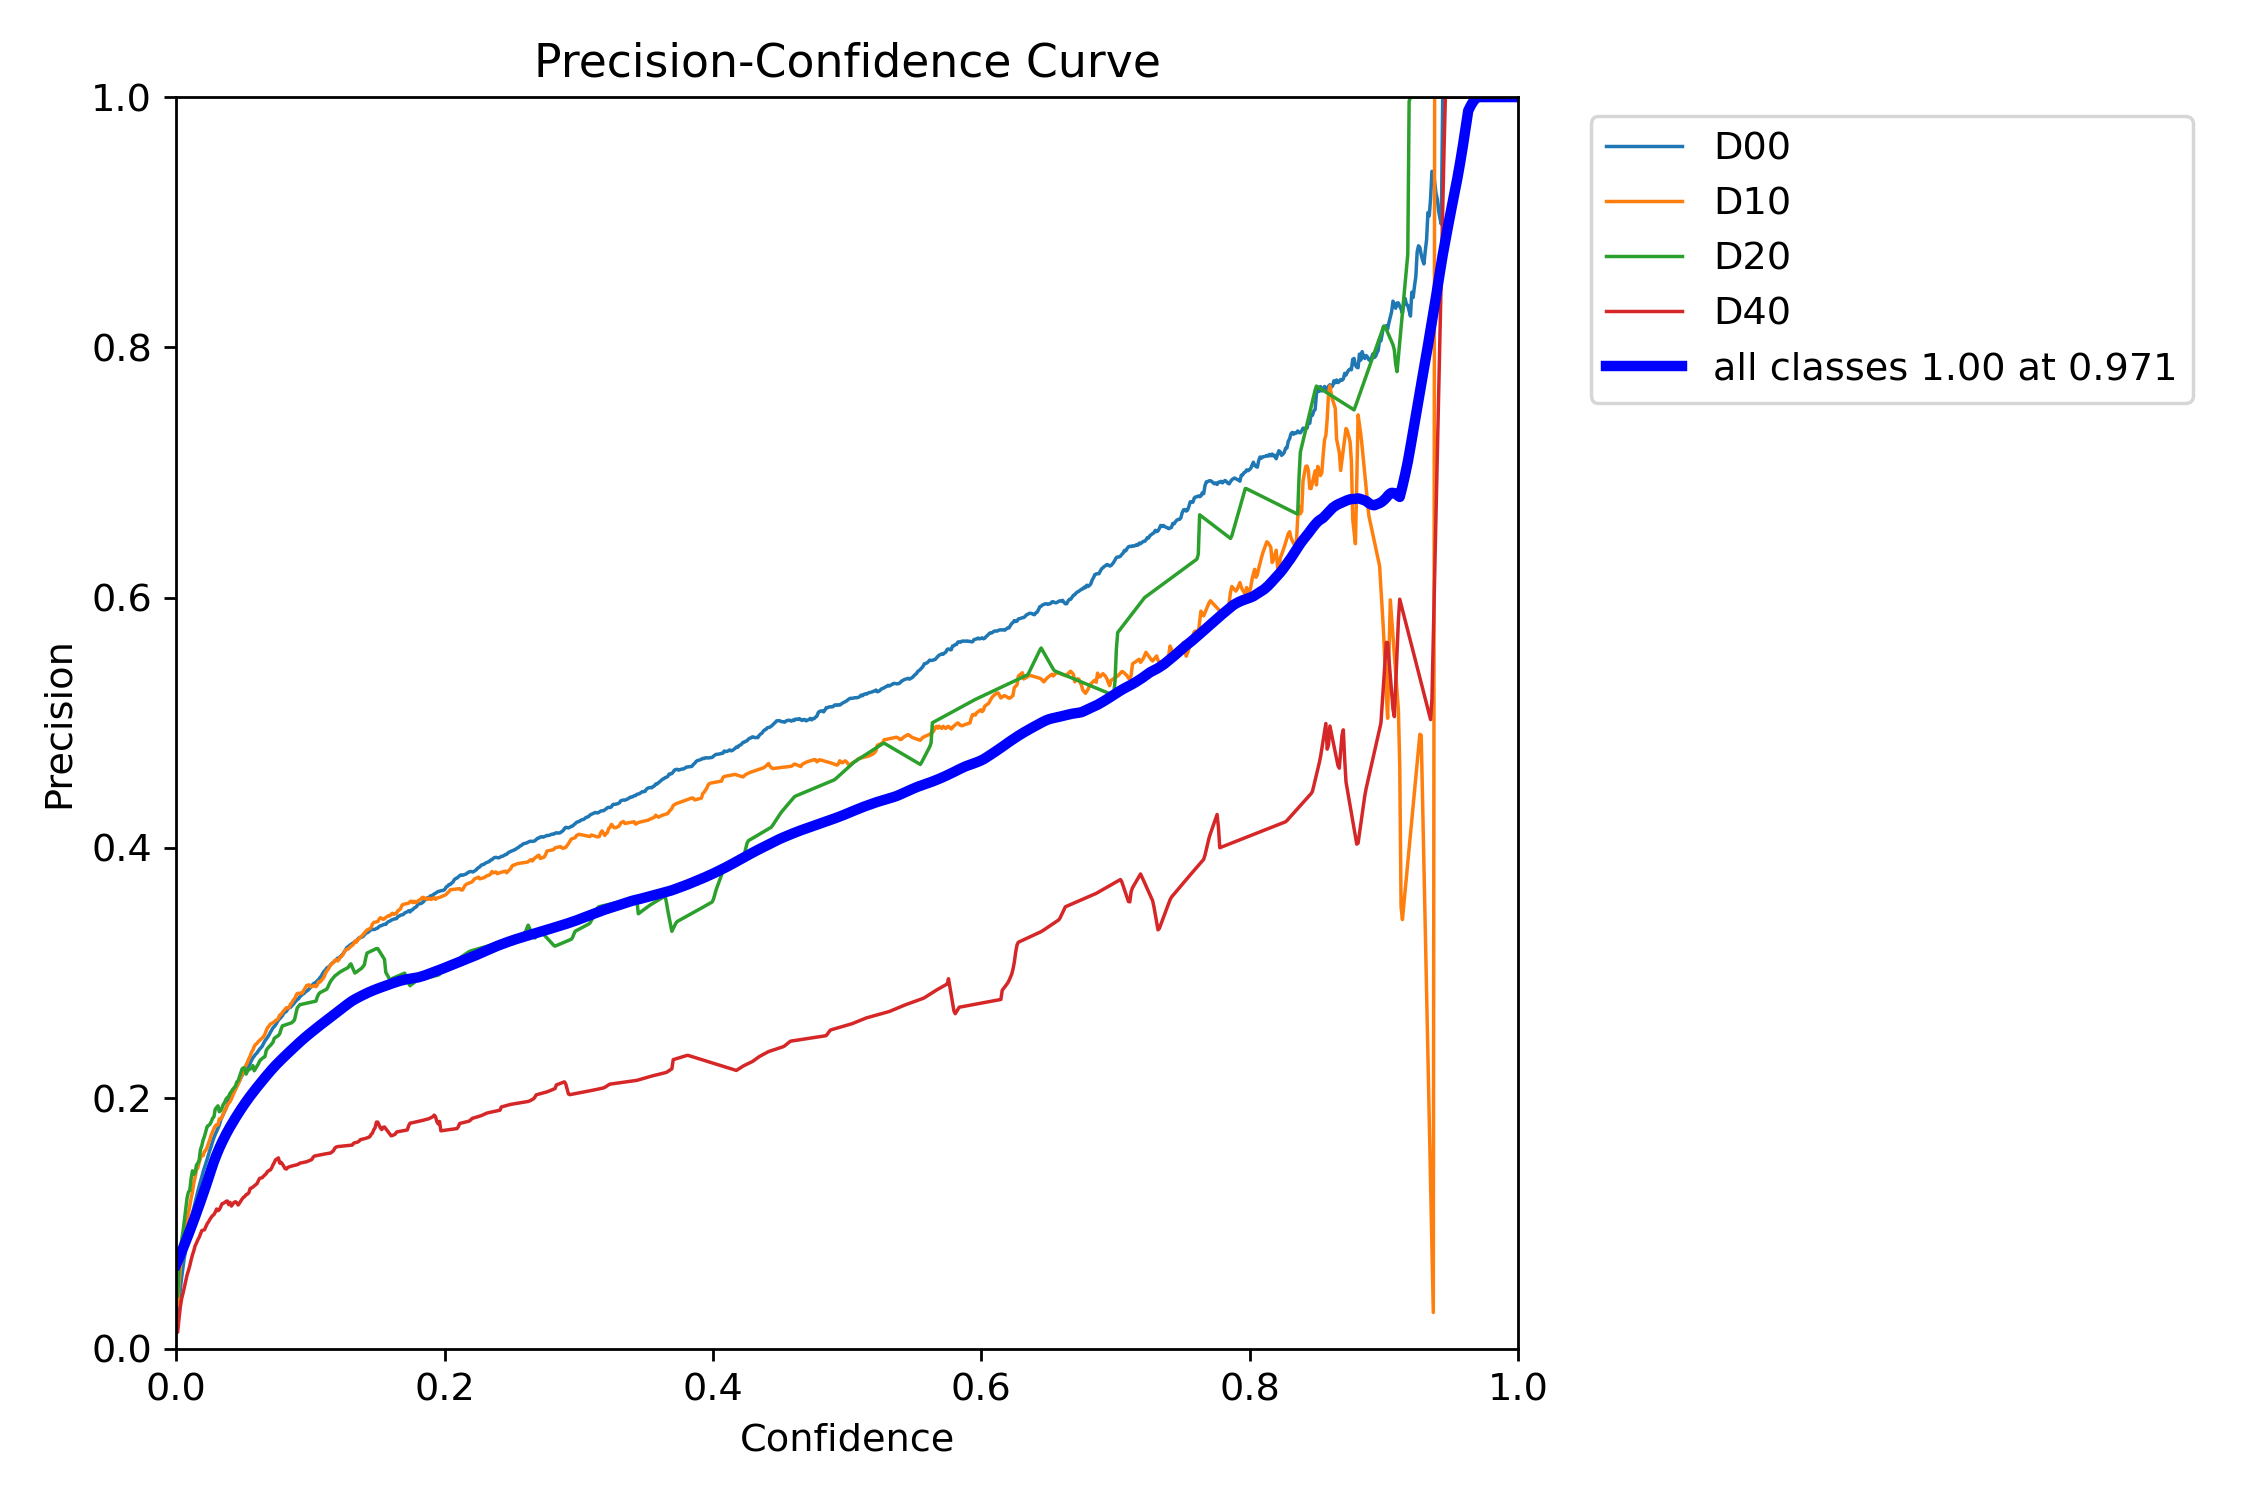 Precision-Confidence Curve
1.0
0.8
0.6
0.4
0.2
0.0
Precision
0.0 0.2 0.4 0.6 0.8 1.0
Confidence
D00
D10
D20
D40
all classes 1.00 at 0.971